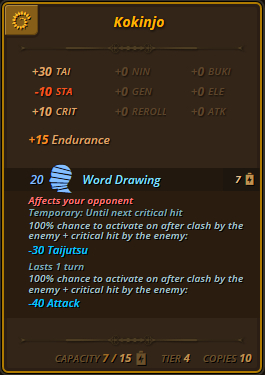 Kokinjo
+30 TAI +0 NIN +0 BUKI
-10 STA +0 GEN +0 ELE
+10 CRIT +0 REROLL +0 ATK
+15 Endurance
20 Word Drawing 7
Affects your opponent
Temporary: Until next critical hit
100% chance to activate on after clash by the
enemy + critical hit by the enemy:
-30 Taijutsu
Lasts 1 turn
100% chance to activate on after clash by the
enemy + critical hit by the enemy:
-40 Attack
CAPACITY 7 / 15 TIER 4 COPIES 10